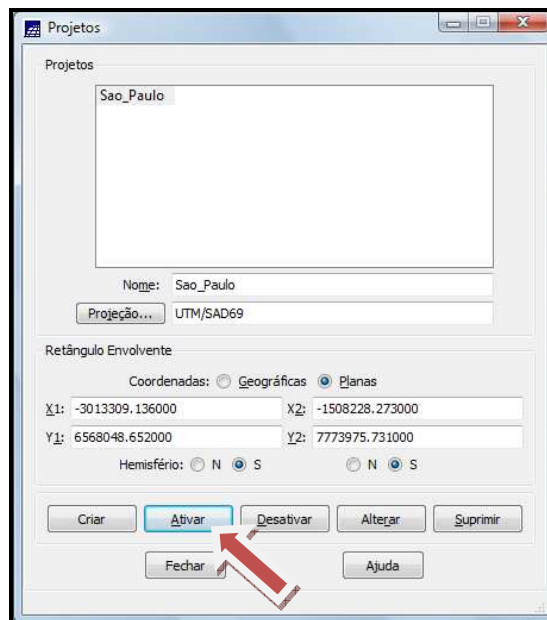 Projetos
Projetos
Sao_Paulo
Nome: Sao_Paulo
Projeção... UTM/SAD69
Retângulo Envolvente
Coordenadas: Geográficas Planas
X1: -3013309.136000 X2: -1508228.273000
Y1: 6568048.652000 Y2: 7773975.731000
Hemisfério: N S N S
Criar Ativar Desativar Alterar Suprimir
Fechar Ajuda